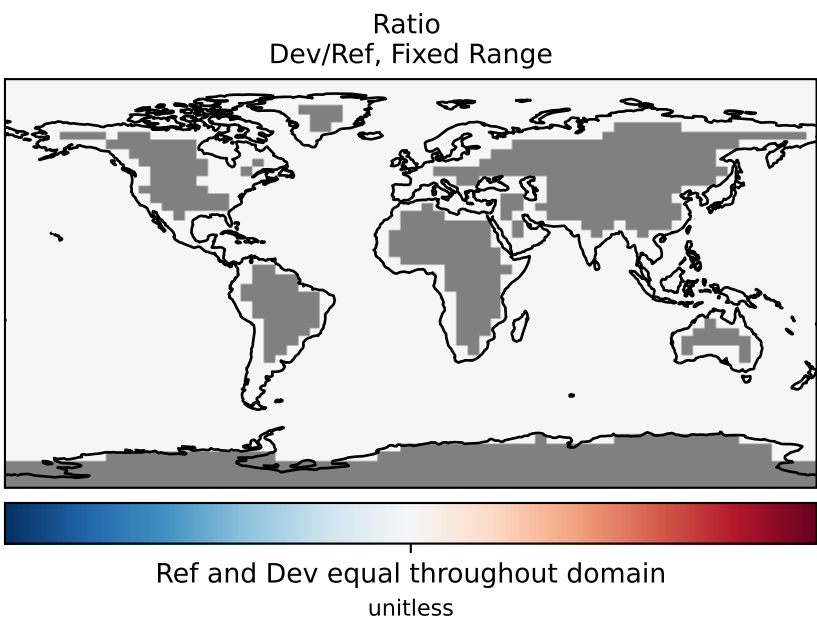 Ratio
Dev/Ref, Fixed Range
Ref and Dev equal throughout domain
unitless